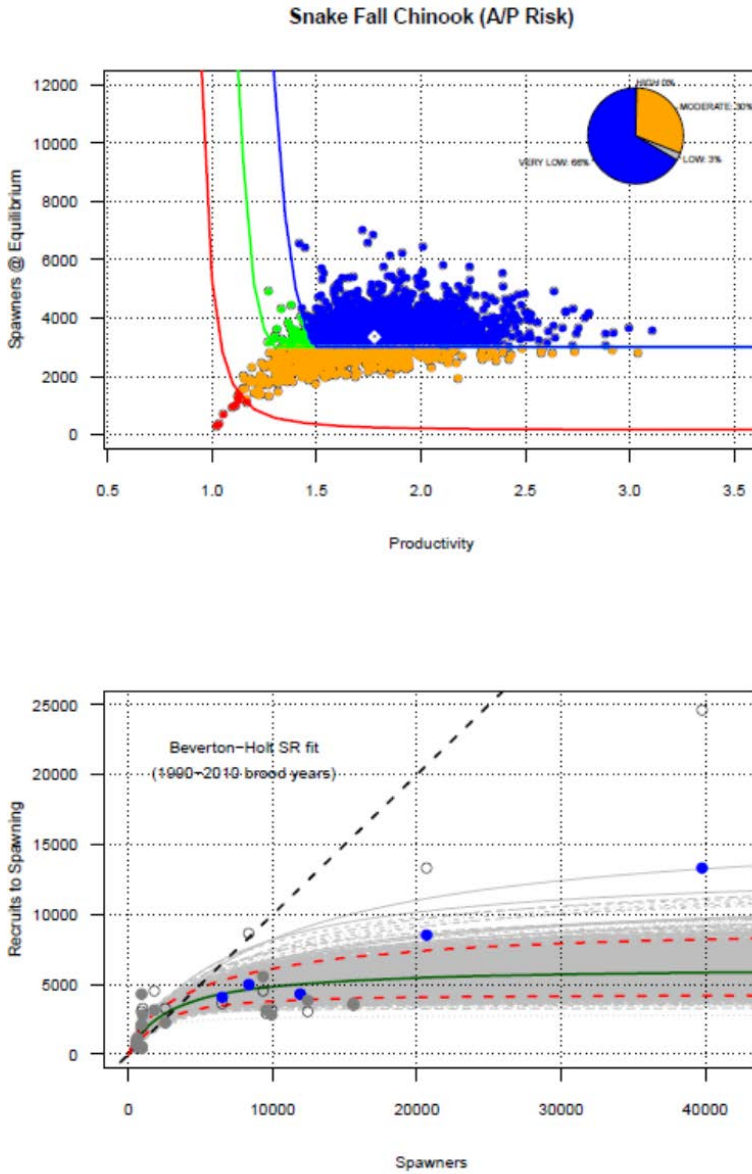 Snake Fall Chinook (A/P Risk)
12000
10000
8000
6000
4000
2000
0
Spawners @ Equilibrium
HIGH 0%
MODERATE: 30%
LOW: 3%
VERY LOW: 66%
0.5 1.0 1.5 2.0 2.5 3.0 3.5
Productivity
25000
20000
15000
10000
5000
0
Recruits to Spawning
Beverton−Holt SR fit
(1990−2010 brood years)
0 10000 20000 30000 40000
Spawners